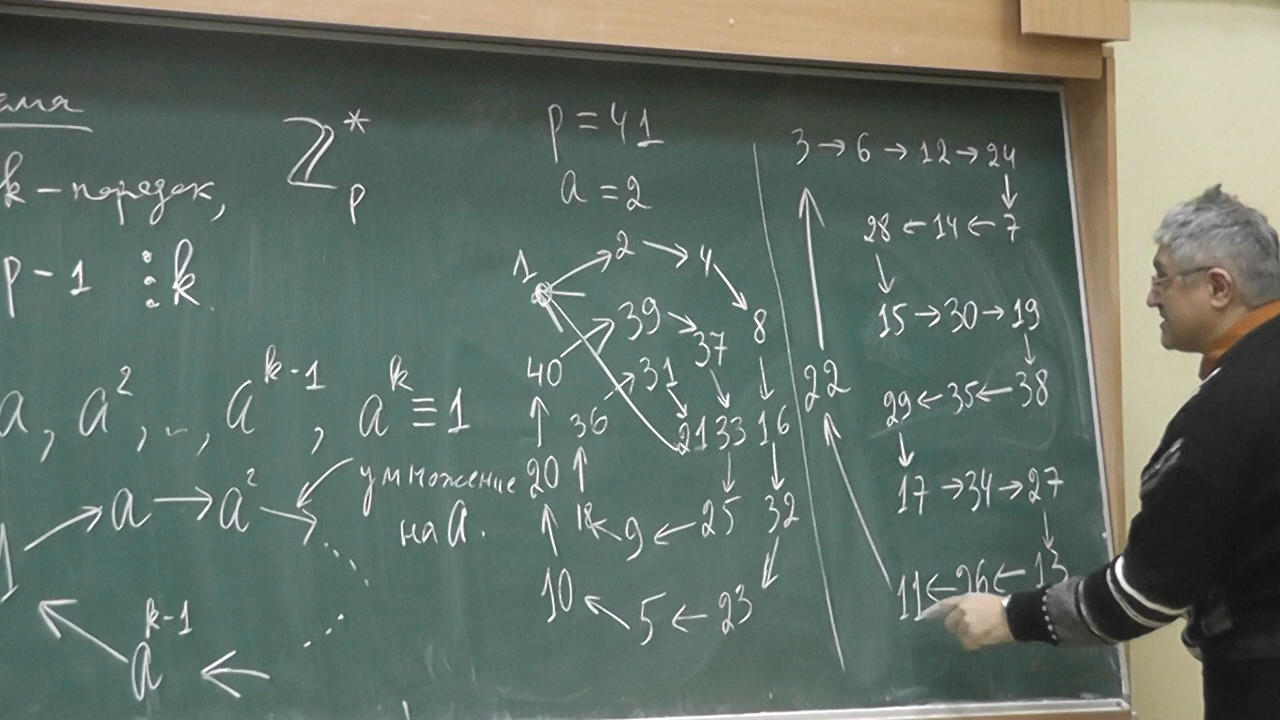 k – порядок,
p - 1 ⋮ k.
a, a², .., a^{k-1}, a^k ≡ 1
1 → a → a² →
умножение
на a.
← a^{k-1} ←
ℤ*_p
p = 41
a = 2
1 → 2 → 4 → 8
40 → 39 → 37
36 → 31 → 21 33 16
20
18 ← 9 ← 25 32
10 ← 5 ← 23
3 → 6 → 12 → 24
28 ← 14 ← 7
15 → 30 → 19
22
29 ← 35 ← 38
17 → 34 → 27
11 ← 26 ← 13